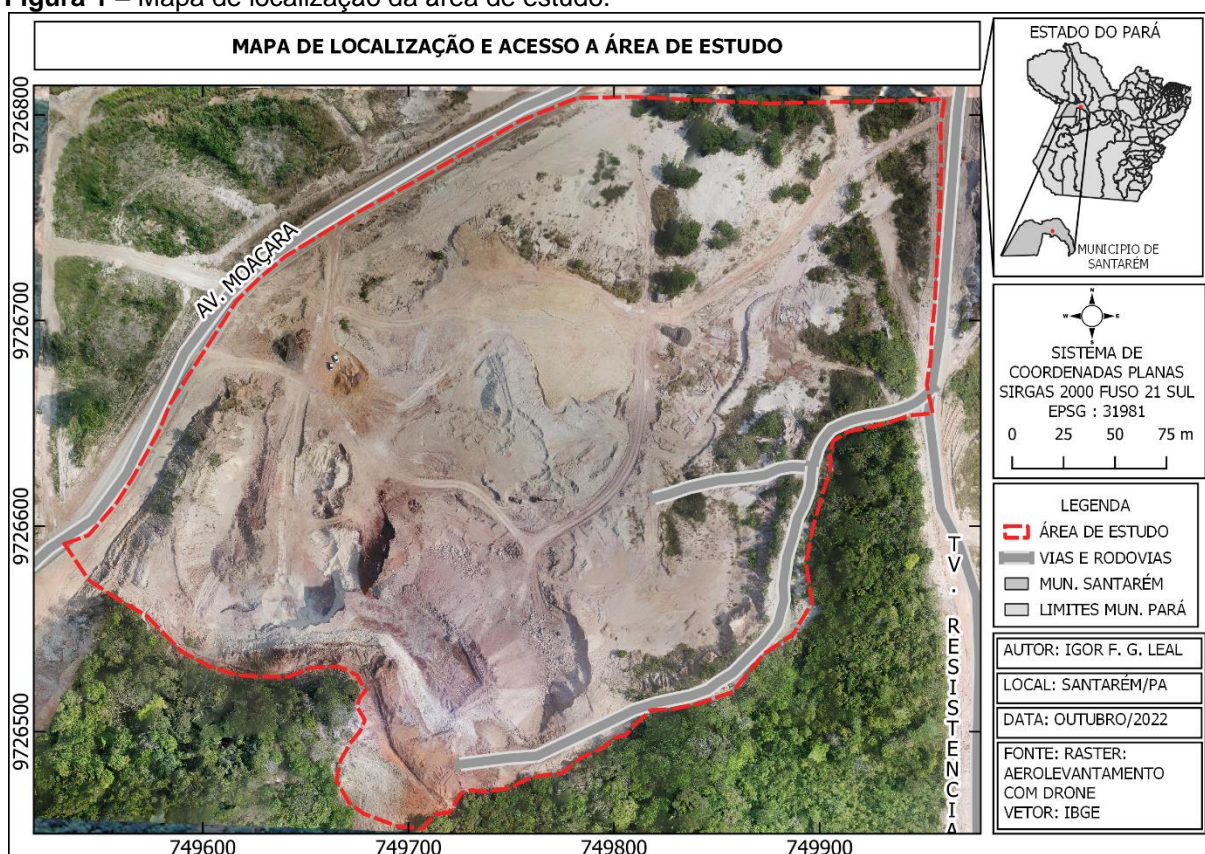 Figura 1 – Mapa de localização da área de estudo.
MAPA DE LOCALIZAÇÃO E ACESSO A ÁREA DE ESTUDO
9726800
9726700
9726600
9726500
749600
749700
749800
749900
AV. MOAÇARA
TV. RESISTENCIA
ESTADO DO PARÁ
MUNICIPIO DE
SANTARÉM
N
W
E
S
SISTEMA DE
COORDENADAS PLANAS
SIRGAS 2000 FUSO 21 SUL
EPSG : 31981
0 25 50 75 m
LEGENDA
ÁREA DE ESTUDO
VIAS E RODOVIAS
MUN. SANTARÉM
LIMITES MUN. PARÁ
AUTOR: IGOR F. G. LEAL
LOCAL: SANTARÉM/PA
DATA: OUTUBRO/2022
FONTE: RASTER:
AEROLEVANTAMENTO
COM DRONE
VETOR: IBGE